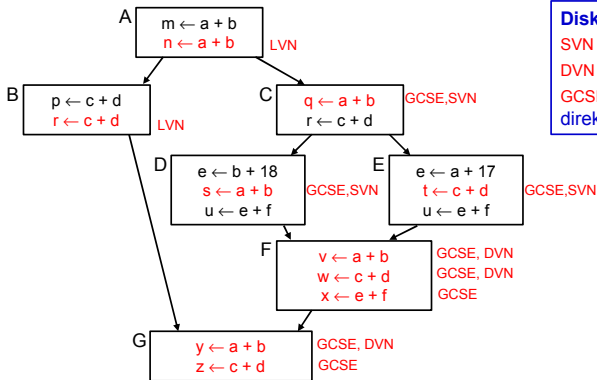 A
m ← a + b
n ← a + b LVN
B
p ← c + d
r ← c + d LVN
C
q ← a + b GCSE,SVN
r ← c + d
D
e ← b + 18
s ← a + b GCSE,SVN
u ← e + f
E
e ← a + 17
t ← c + d GCSE,SVN
u ← e + f
F
v ← a + b GCSE, DVN
w ← c + d GCSE, DVN
x ← e + f GCSE
G
y ← a + b GCSE, DVN
z ← c + d GCSE
Disk
SVN
DVN
GCSE
direk